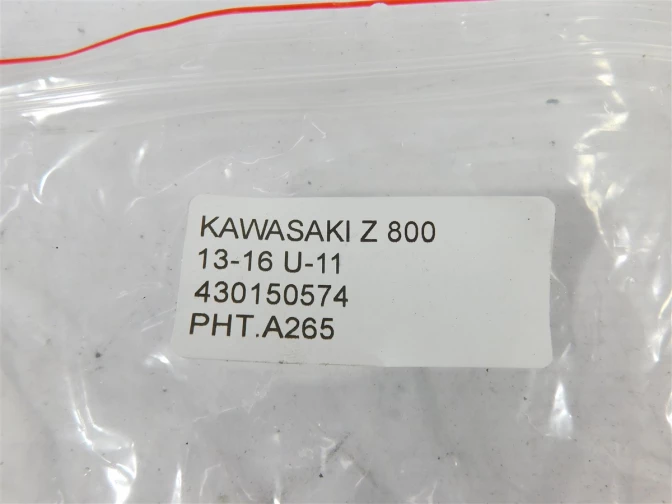 KAWASAKI Z 800
13-16 U-11
430150574
PHT.A265